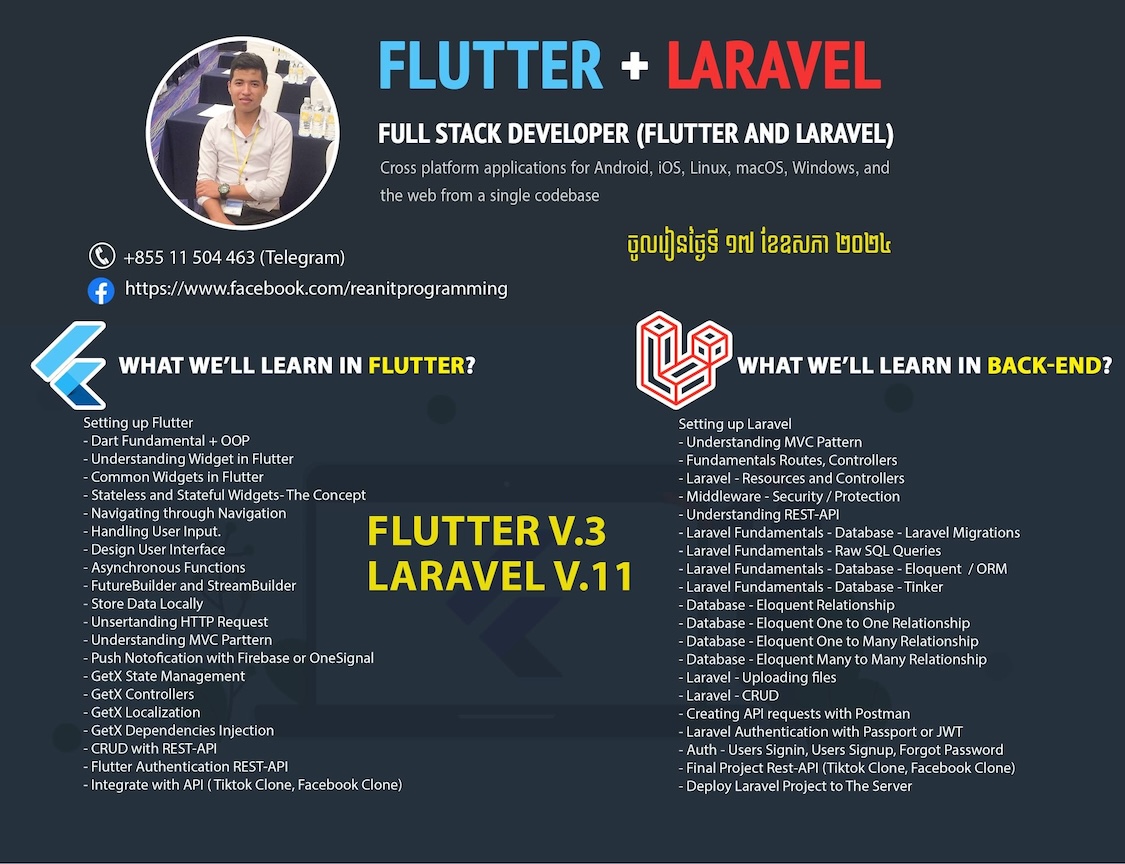 FLUTTER + LARAVEL
FULL STACK DEVELOPER (FLUTTER AND LARAVEL)
Cross platform applications for Android, iOS, Linux, macOS, Windows, and
the web from a single codebase
ចូលរៀនថ្ងៃទី ១៧ ខែឧសភា ២០២៤
+855 11 504 463 (Telegram)
https://www.facebook.com/reanitprogramming
WHAT WE'LL LEARN IN FLUTTER?
Setting up Flutter
- Dart Fundamental + OOP
- Understanding Widget in Flutter
- Common Widgets in Flutter
- Stateless and Stateful Widgets- The Concept
- Navigating through Navigation
- Handling User Input.
- Design User Interface
- Asynchronous Functions
- FutureBuilder and StreamBuilder
- Store Data Locally
- Unsertanding HTTP Request
- Understanding MVC Parttern
- Push Notofication with Firebase or OneSignal
- GetX State Management
- GetX Controllers
- GetX Localization
- GetX Dependencies Injection
- CRUD with REST-API
- Flutter Authentication REST-API
- Integrate with API ( Tiktok Clone, Facebook Clone)
FLUTTER V.3
LARAVEL V.11
WHAT WE'LL LEARN IN BACK-END?
Setting up Laravel
- Understanding MVC Pattern
- Fundamentals Routes, Controllers
- Laravel - Resources and Controllers
- Middleware - Security / Protection
- Understanding REST-API
- Laravel Fundamentals - Database - Laravel Migrations
- Laravel Fundamentals - Raw SQL Queries
- Laravel Fundamentals - Database - Eloquent / ORM
- Laravel Fundamentals - Database - Tinker
- Database - Eloquent Relationship
- Database - Eloquent One to One Relationship
- Database - Eloquent One to Many Relationship
- Database - Eloquent Many to Many Relationship
- Laravel - Uploading files
- Laravel - CRUD
- Creating API requests with Postman
- Laravel Authentication with Passport or JWT
- Auth - Users Signin, Users Signup, Forgot Password
- Final Project Rest-API (Tiktok Clone, Facebook Clone)
- Deploy Laravel Project to The Server